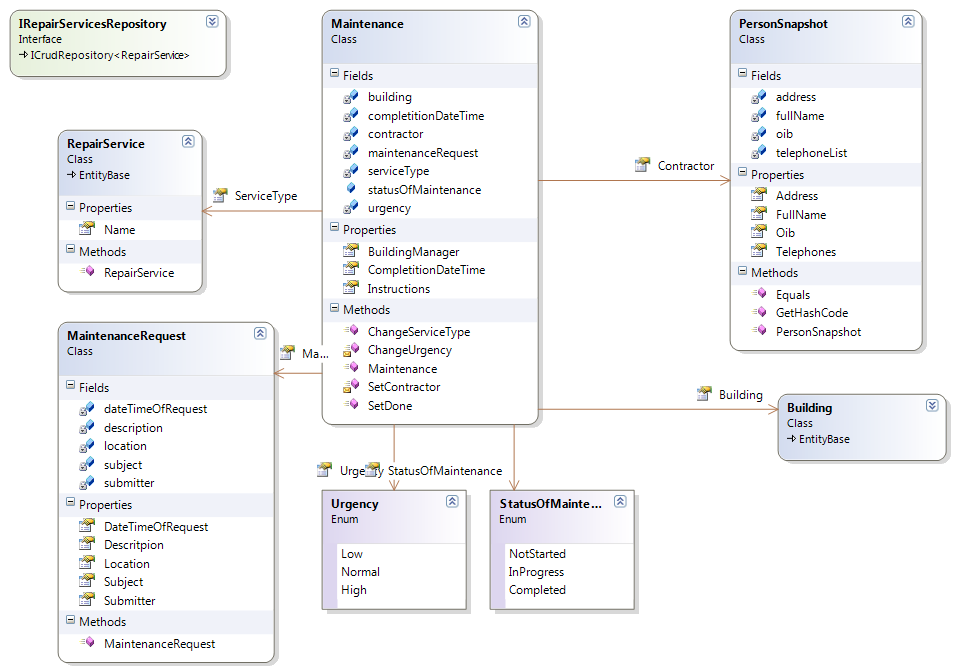 IRepairServicesRepository
Interface
ICrudRepository<RepairService>
Maintenance
Class
Fields
building
completitionDateTime
contractor
maintenanceRequest
serviceType
statusOfMaintenance
urgency
Properties
BuildingManager
CompletitionDateTime
Instructions
Methods
ChangeServiceType
ChangeUrgency
Maintenance
SetContractor
SetDone
PersonSnapshot
Class
Fields
address
fullName
oib
telephoneList
Properties
Address
FullName
Oib
Telephones
Methods
Equals
GetHashCode
PersonSnapshot
Contractor
RepairService
Class
EntityBase
Properties
Name
Methods
RepairService
ServiceType
MaintenanceRequest
Class
Fields
dateTimeOfRequest
description
location
subject
submitter
Properties
DateTimeOfRequest
Descritpion
Location
Subject
Submitter
Methods
MaintenanceRequest
Ma...
Building
Building
Class
EntityBase
Urgency
StatusOfMaintenance
Urgency
Enum
Low
Normal
High
StatusOfMainte...
Enum
NotStarted
InProgress
Completed